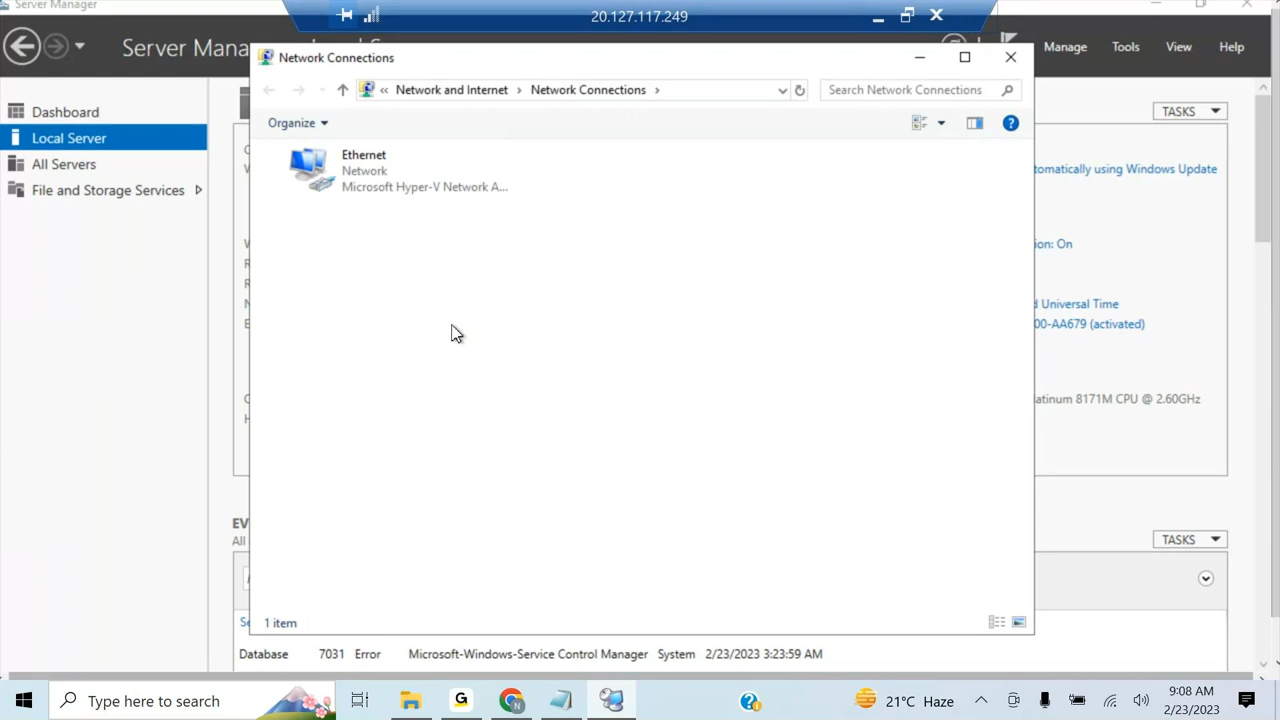 Server Manager
20.127.117.249
Server Mana
Manage
Tools
View
Help
Network Connections
« Network and Internet > Network Connections >
Search Network Connections
Organize
Dashboard
Local Server
All Servers
File and Storage Services
Ethernet
Network
Microsoft Hyper-V Network A...
TASKS
tomatically using Windows Update
ion: On
d Universal Time
00-AA679 (activated)
atinum 8171M CPU @ 2.60GHz
EV
All
TASKS
1 item
Database 7031 Error Microsoft-Windows-Service Control Manager System 2/23/2023 3:23:59 AM
Type here to search
21°C Haze
9:08 AM
2/23/2023